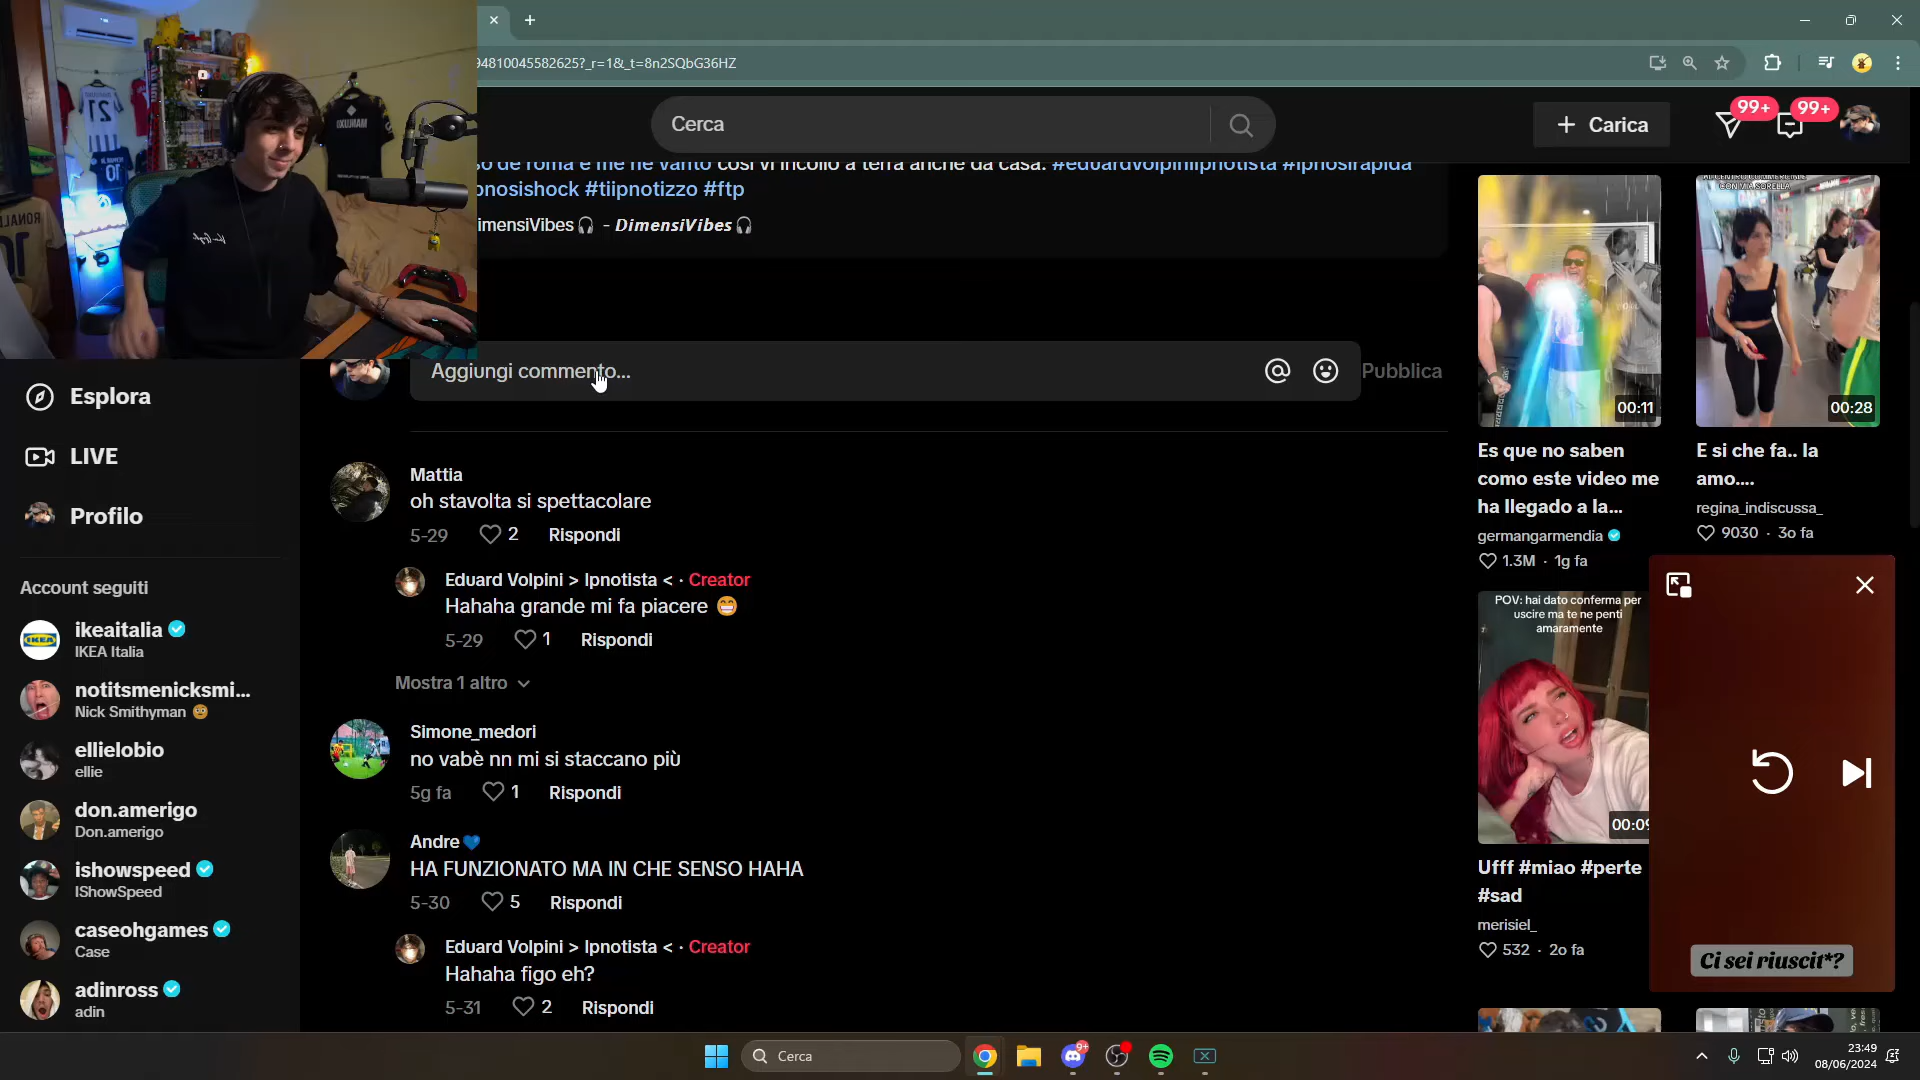 94810045582625?_r=1&_t=8n2SQbG36HZ
Cerca
Carica
99+
99+
so de roma e me ne vanto così vi incollo a terra anche da casa. #eduardvolpiniipnotista #ipnosirapida
#tiipnotizzo #ftp
imensiVibes🎧 - DimensiVibes🎧
Aggiungi commento...
Pubblica
Esplora
LIVE
Profilo
Account seguiti
ikeaitalia
IKEA Italia
notitsmenicksmi...
Nick Smithyman
ellielobio
ellie
don.amerigo
Don.amerigo
ishowspeed
IShowSpeed
caseohgames
Case
adinross
adin
Mattia
oh stavolta si spettacolare
5-29 2 Rispondi
Eduard Volpini > Ipnotista < · Creator
Hahaha grande mi fa piacere 😁
5-29 1 Rispondi
Mostra 1 altro
Simone_medori
no vabè nn mi si staccano più
5g fa 1 Rispondi
Andre💙
HA FUNZIONATO MA IN CHE SENSO HAHA
5-30 5 Rispondi
Eduard Volpini > Ipnotista < · Creator
Hahaha figo eh?
5-31 2 Rispondi
00:11
Es que no saben
como este video me
ha llegado a la...
germangarmendia
1.3M · 1g fa
CON MIA SORELLA
00:28
E si che fa.. la
amo....
regina_indiscussa_
9030 · 3o fa
POV: hai dato conferma per
uscire ma te ne penti
amaramente
00:09
Ufff #miao #perte
#sad
merisiel_
532 · 2o fa
Ci sei riuscit*?
Cerca
9+
23:49
08/06/2024